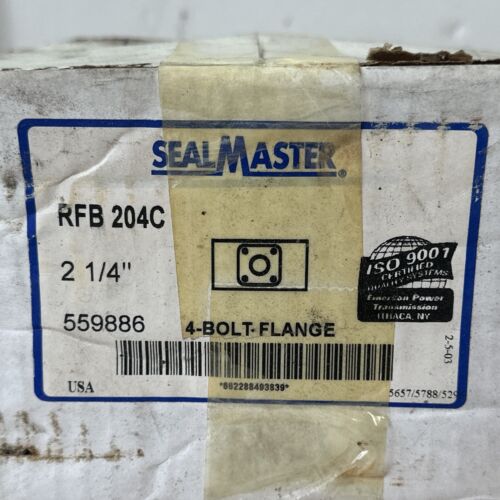 SEALMASTER®
RFB 204C
2 1/4"
559886
4-BOLT FLANGE
ISO 9001
CERTIFIED
QUALITY SYSTEMS
Emerson Power
Transmission
ITHACA, NY
2-5-03
USA
*662288493839*
5657/5788/529